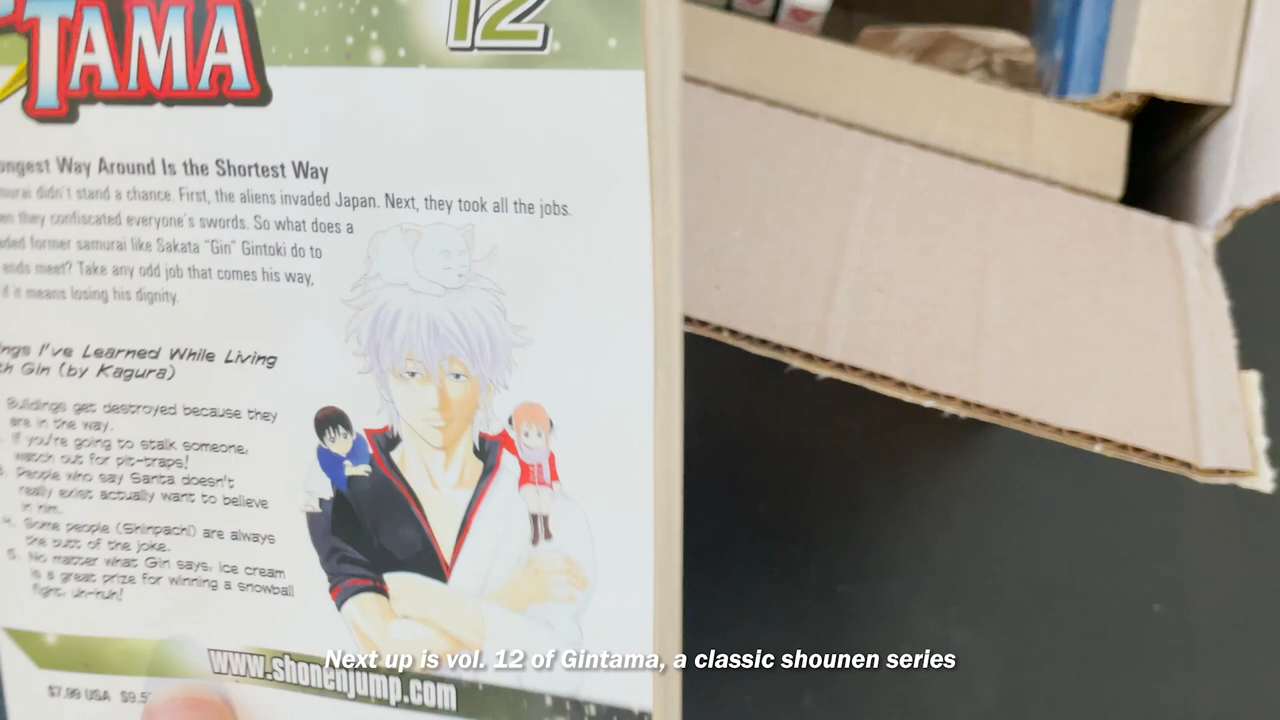 TAMA
12
ongest Way Around Is the Shortest Way
murai didn't stand a chance. First, the aliens invaded Japan. Next, they took all the jobs.
en they confiscated everyone's swords. So what does a
ded former samurai like Sakata "Gin" Gintoki do to
ends meet? Take any odd job that comes his way,
if it means losing his dignity.
ngs I've Learned While Living
th Gin (by Kagura)
Buildings get destroyed because they
are in the way.
If you're going to stalk someone,
watch out for pit-traps!
People who say Santa doesn't
really exist actually want to believe
in him.
4. Some people (Shinpachi) are always
the butt of the joke.
5. No matter what Gin says, ice cream
is a great prize for winning a snowball
fight, uh-huh!
www.shonenjump.com
$7.99 USA $9.5
Next up is vol. 12 of Gintama, a classic shounen series